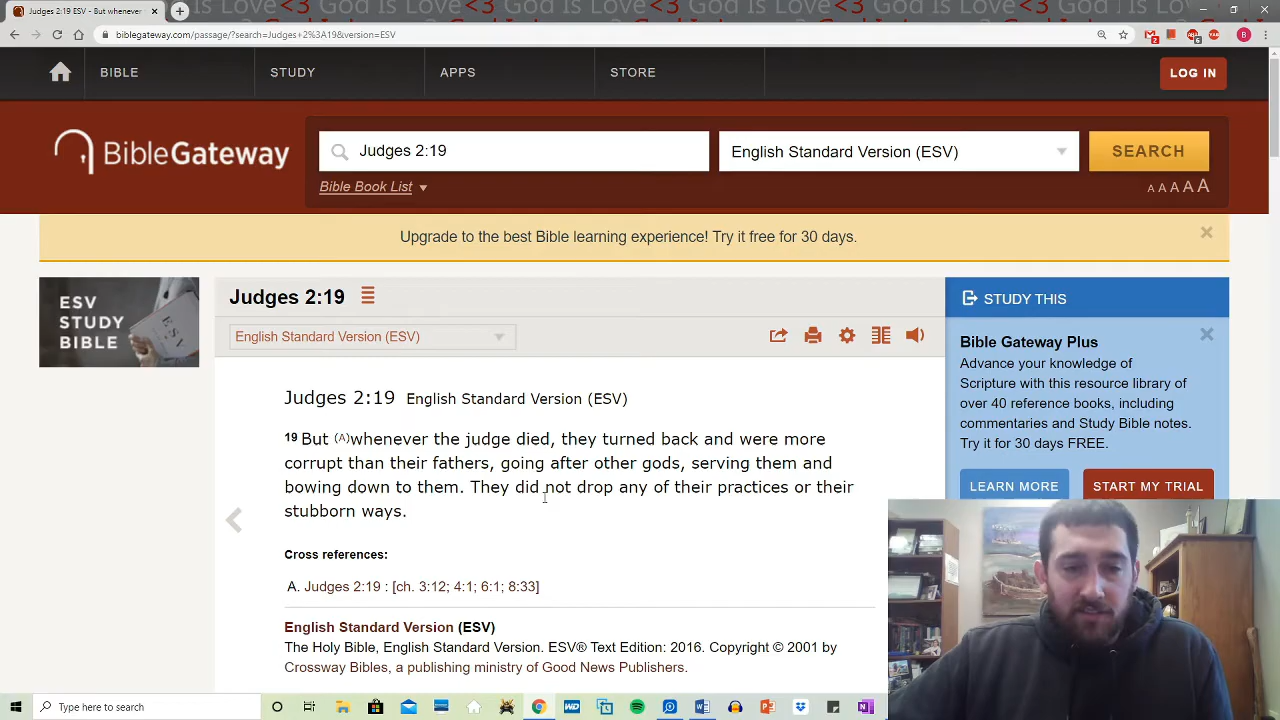 God Is Love<3 God Is Love<3 God Is Love<3
Judges 2:19 ESV - But whenever
biblegateway.com/passage/?search=Judges+2%3A19&version=ESV
BIBLE
STUDY
APPS
STORE
LOG IN
BibleGateway
Judges 2:19
English Standard Version (ESV)
SEARCH
Bible Book List
A A A A A
Upgrade to the best Bible learning experience! Try it free for 30 days.
ESV
STUDY
BIBLE
Judges 2:19
English Standard Version (ESV)
Judges 2:19 English Standard Version (ESV)
19 But (A)whenever the judge died, they turned back and were more
corrupt than their fathers, going after other gods, serving them and
bowing down to them. They did not drop any of their practices or their
stubborn ways.
Cross references:
A. Judges 2:19 : [ch. 3:12; 4:1; 6:1; 8:33]
English Standard Version (ESV)
The Holy Bible, English Standard Version. ESV® Text Edition: 2016. Copyright © 2001 by
Crossway Bibles, a publishing ministry of Good News Publishers.
STUDY THIS
Bible Gateway Plus
Advance your knowledge of
Scripture with this resource library of
over 40 reference books, including
commentaries and Study Bible notes.
Try it for 30 days FREE.
LEARN MORE
START MY TRIAL
Type here to search